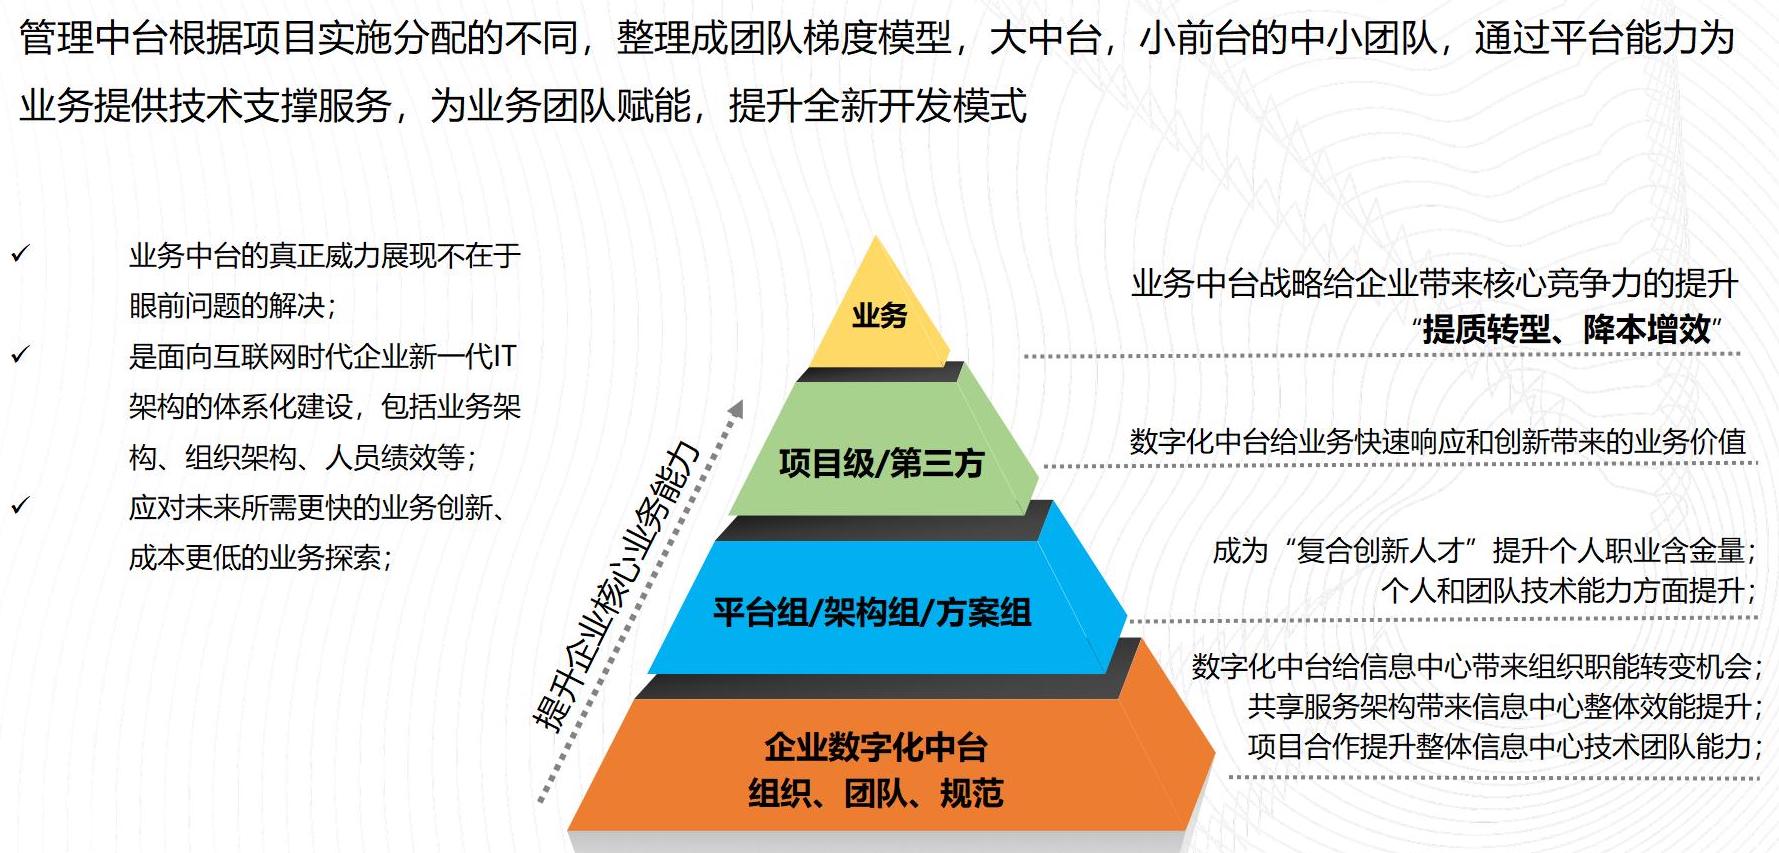 管理中台根据项目实施分配的不同，整理成团队梯度模型，大中台，小前台的中小团队，通过平台能力为
业务提供技术支撑服务，为业务团队赋能，提升全新开发模式
✓ 业务中台的真正威力展现不在于
眼前问题的解决；
✓ 是面向互联网时代企业新一代IT
架构的体系化建设，包括业务架
构、组织架构、人员绩效等；
✓ 应对未来所需更快的业务创新、
成本更低的业务探索；
提升企业核心业务能力
业务
项目级/第三方
平台组/架构组/方案组
企业数字化中台
组织、团队、规范
业务中台战略给企业带来核心竞争力的提升
“提质转型、降本增效”
数字化中台给业务快速响应和创新带来的业务价值
成为“复合创新人才”提升个人职业含金量；
个人和团队技术能力方面提升；
数字化中台给信息中心带来组织职能转变机会；
共享服务架构带来信息中心整体效能提升；
项目合作提升整体信息中心技术团队能力；